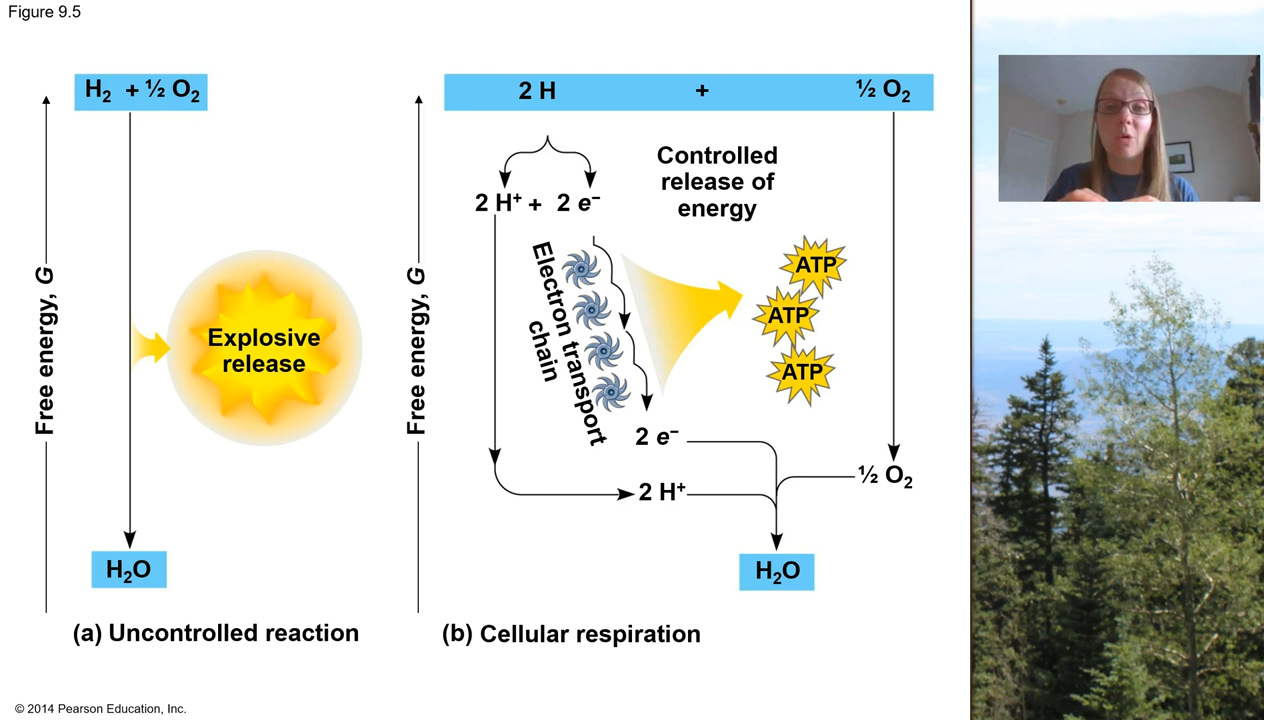 Figure 9.5
H₂ + ½ O₂
Free energy, G
Explosive
release
H₂O
(a) Uncontrolled reaction
2 H + ½ O₂
Free energy, G
2 H⁺ + 2 e⁻
Controlled
release of
energy
Electron transport
chain
ATP
ATP
ATP
2 e⁻
½ O₂
2 H⁺
H₂O
(b) Cellular respiration
© 2014 Pearson Education, Inc.